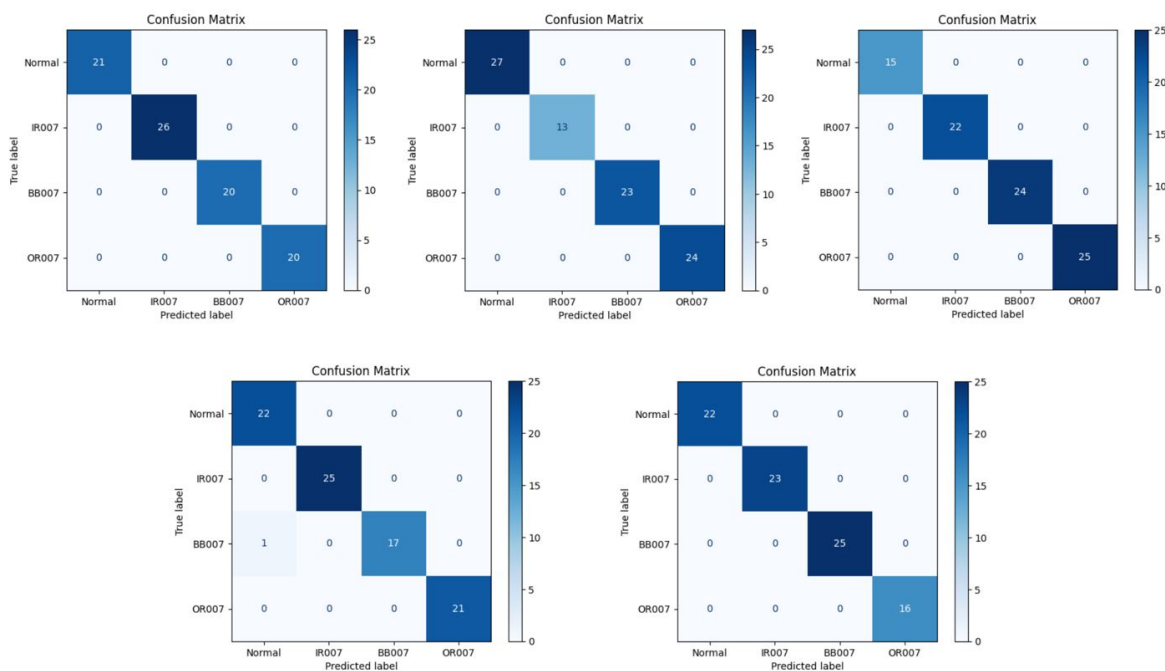 Confusion Matrix
Normal 21 0 0 0
IR007 0 26 0 0
BB007 0 0 20 0
OR007 0 0 0 20
Normal IR007 BB007 OR007
Predicted label
True label
25
20
15
10
5
0
Confusion Matrix
Normal 27 0 0 0
IR007 0 13 0 0
BB007 0 0 23 0
OR007 0 0 0 24
Normal IR007 BB007 OR007
Predicted label
True label
25
20
15
10
5
0
Confusion Matrix
Normal 15 0 0 0
IR007 0 22 0 0
BB007 0 0 24 0
OR007 0 0 0 25
Normal IR007 BB007 OR007
Predicted label
True label
25
20
15
10
5
0
Confusion Matrix
Normal 22 0 0 0
IR007 0 25 0 0
BB007 1 0 17 0
OR007 0 0 0 21
Normal IR007 BB007 OR007
Predicted label
True label
25
20
15
10
5
0
Confusion Matrix
Normal 22 0 0 0
IR007 0 23 0 0
BB007 0 0 25 0
OR007 0 0 0 16
Normal IR007 BB007 OR007
Predicted label
True label
25
20
15
10
5
0